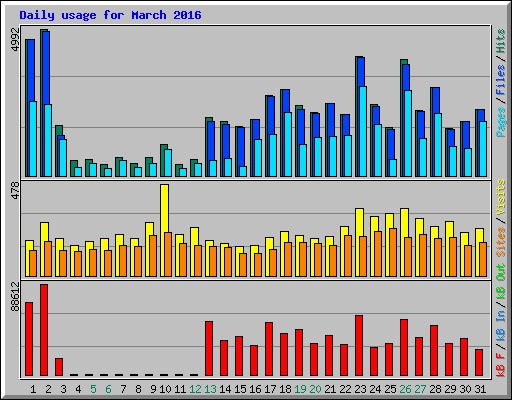 Daily usage for March 2016
4992
Pages / Files / Hits
478
Sites / Visits
88612
kB F / kB In / kB Out
1 2 3 4 5 6 7 8 9 10 11 12 13 14 15 16 17 18 19 20 21 22 23 24 25 26 27 28 29 30 31